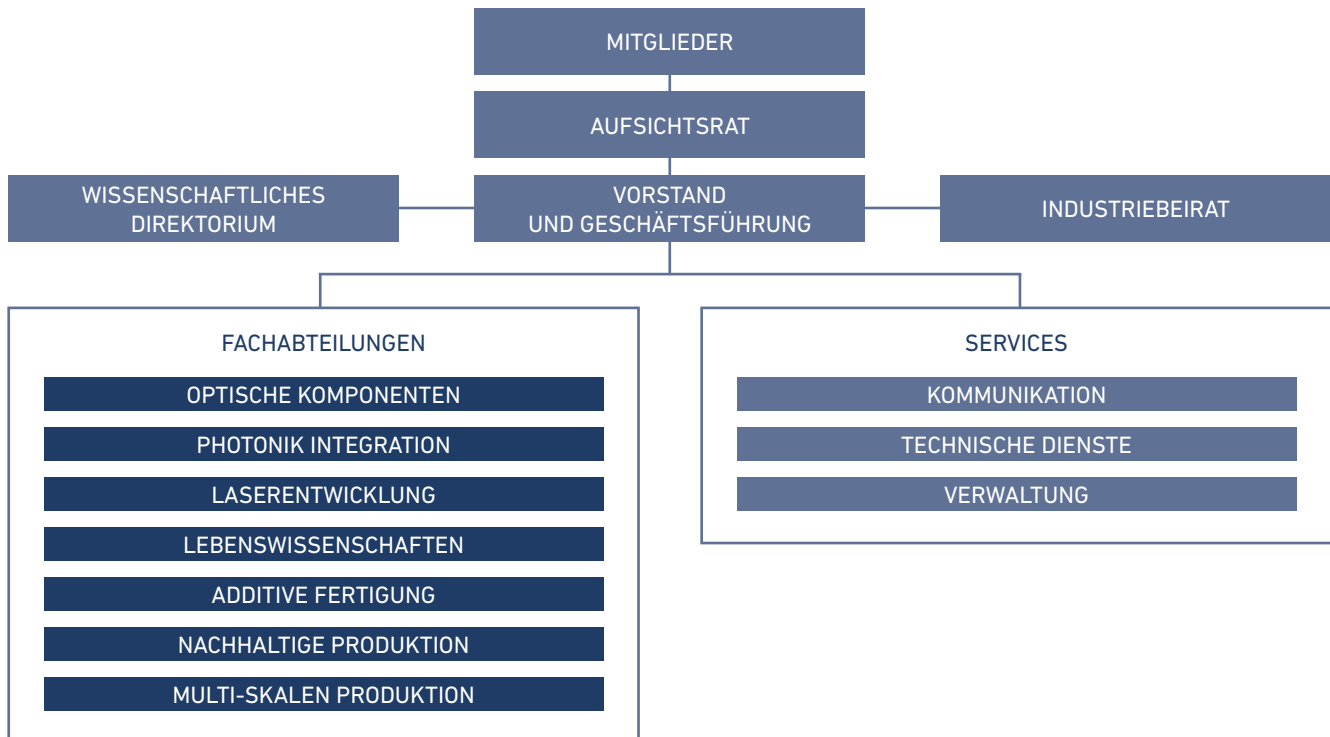 MITGLIEDER
AUFSICHTSRAT
WISSENSCHAFTLICHES
DIREKTORIUM
VORSTAND
UND GESCHÄFTSFÜHRUNG
INDUSTRIEBEIRAT
FACHABTEILUNGEN
OPTISCHE KOMPONENTEN
PHOTONIK INTEGRATION
LASERENTWICKLUNG
LEBENSWISSENSCHAFTEN
ADDITIVE FERTIGUNG
NACHHALTIGE PRODUKTION
MULTI-SKALEN PRODUKTION
SERVICES
KOMMUNIKATION
TECHNISCHE DIENSTE
VERWALTUNG